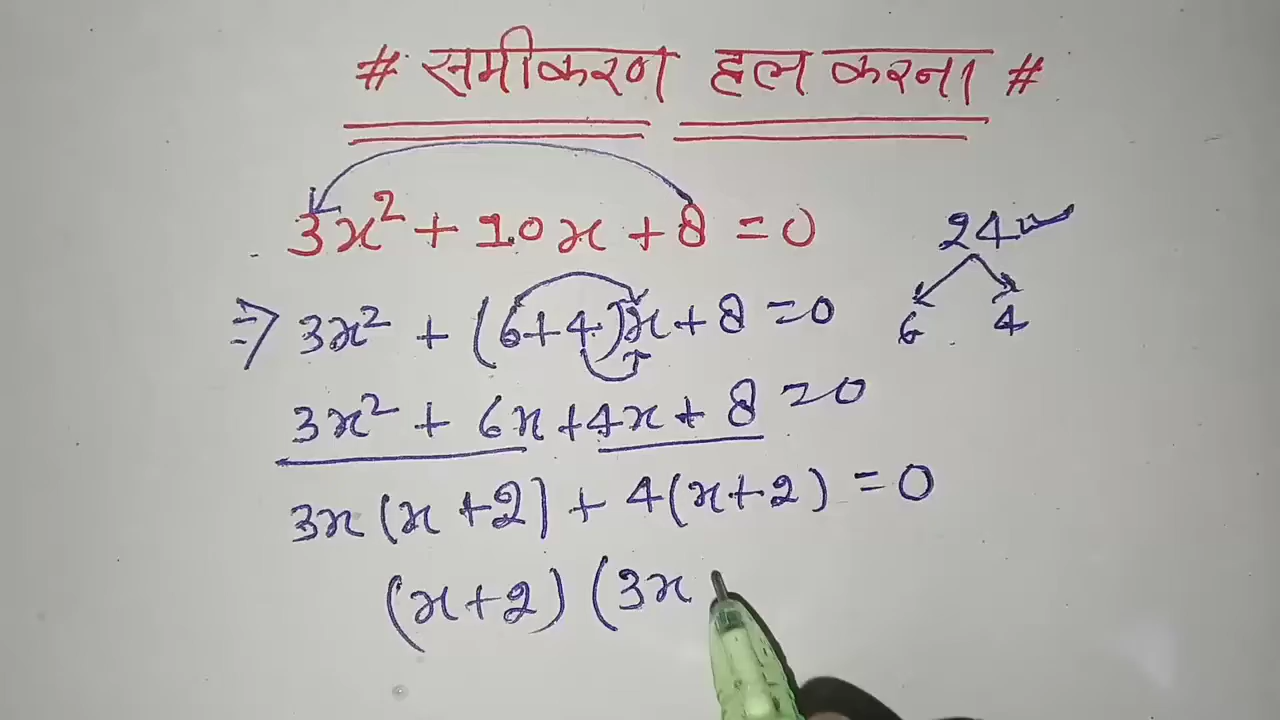 # समीकरण हल करना #
3x² + 10x + 8 = 0
24
⇒ 3x² + (6+4)x + 8 = 0
6 4
3x² + 6x + 4x + 8 = 0
3x(x+2) + 4(x+2) = 0
(x+2) (3x